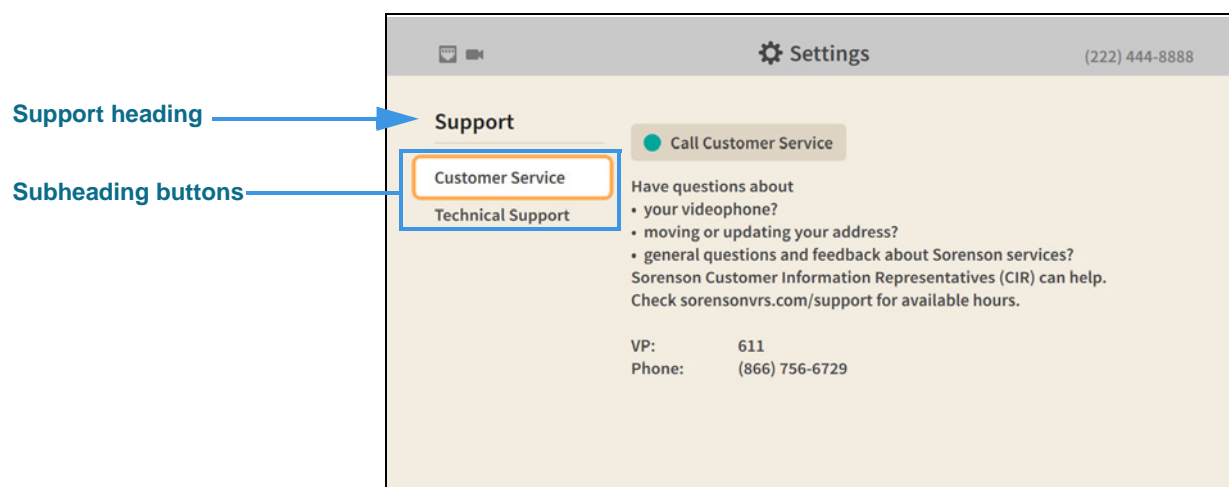 Settings
(222) 444-8888
Support heading
Support
Call Customer Service
Subheading buttons
Customer Service
Technical Support
Have questions about
• your videophone?
• moving or updating your address?
• general questions and feedback about Sorenson services?
Sorenson Customer Information Representatives (CIR) can help.
Check sorensonvrs.com/support for available hours.
VP: 611
Phone: (866) 756-6729